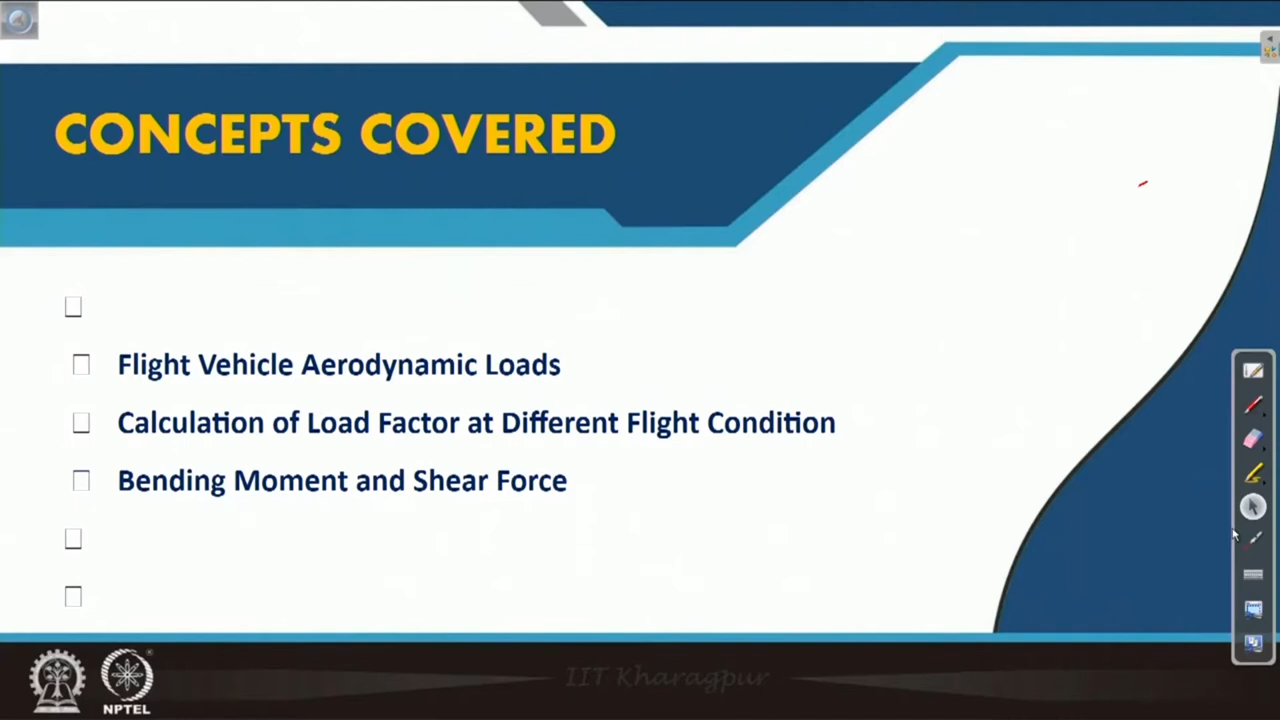 CONCEPTS COVERED
Flight Vehicle Aerodynamic Loads
Calculation of Load Factor at Different Flight Condition
Bending Moment and Shear Force
IIT Kharagpur
NPTEL